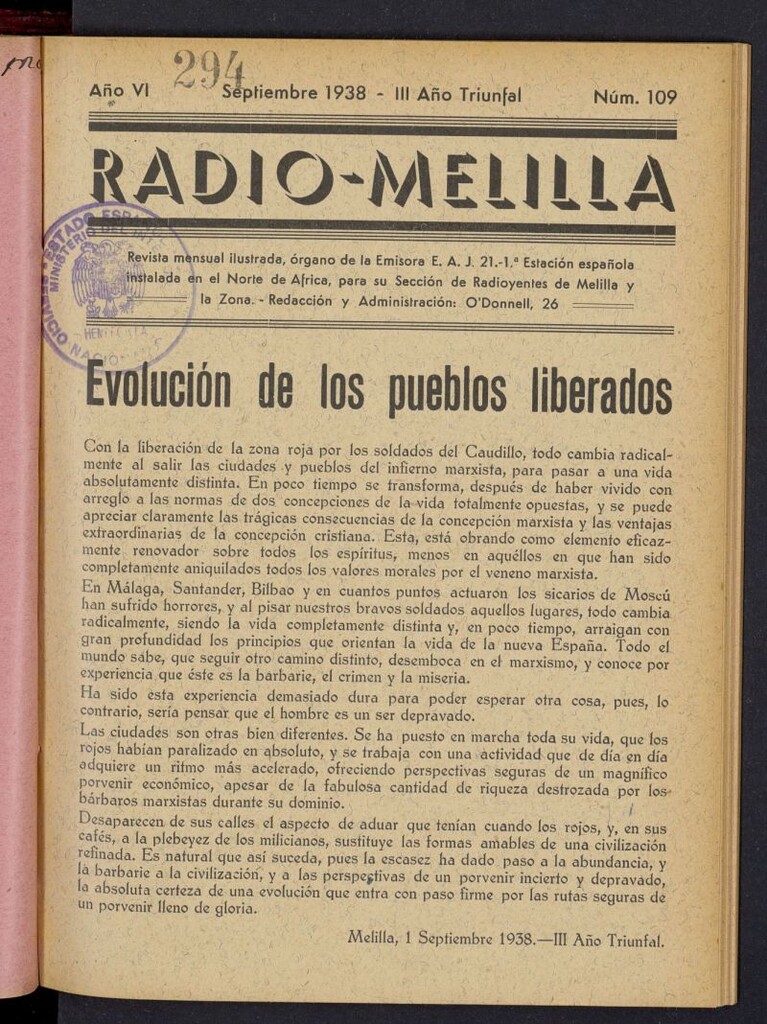 Año VI
294
Septiembre 1938 - III Año Triunfal
Núm. 109
RADIO-MELILLA
Revista mensual ilustrada, órgano de la Emisora E. A. J. 21.-1.ª Estación española
instalada en el Norte de Africa, para su Sección de Radioyentes de Melilla y
la Zona. - Redacción y Administración: O'Donnell, 26
ESTADO ESPAÑOL
MINISTERIO DEL
HEMEROTECA
SERVICIO NACIONAL DE
Evolución de los pueblos liberados
Con la liberación de la zona roja por los soldados del Caudillo, todo cambia radical-
mente al salir las ciudades y pueblos del infierno marxista, para pasar a una vida
absolutamente distinta. En poco tiempo se transforma, después de haber vivido con
arreglo a las normas de dos concepciones de la vida totalmente opuestas, y se puede
apreciar claramente las trágicas consecuencias de la concepción marxista y las ventajas
extraordinarias de la concepción cristiana. Esta, está obrando como elemento eficaz-
mente renovador sobre todos los espíritus, menos en aquéllos en que han sido
completamente aniquilados todos los valores morales por el veneno marxista.
En Málaga, Santander, Bilbao y en cuantos puntos actuaron los sicarios de Moscú
han sufrido horrores, y al pisar nuestros bravos soldados aquellos lugares, todo cambia
radicalmente, siendo la vida completamente distinta y, en poco tiempo, arraigan con
gran profundidad los principios que orientan la vida de la nueva España. Todo el
mundo sabe, que seguir otro camino distinto, desemboca en el marxismo, y conoce por
experiencia que éste es la barbarie, el crimen y la miseria.
Ha sido esta experiencia demasiado dura para poder esperar otra cosa, pues, lo
contrario, sería pensar que el hombre es un ser depravado.
Las ciudades son otras bien diferentes. Se ha puesto en marcha toda su vida, que los
rojos habían paralizado en absoluto, y se trabaja con una actividad que de día en día
adquiere un ritmo más acelerado, ofreciendo perspectivas seguras de un magnífico
porvenir económico, apesar de la fabulosa cantidad de riqueza destrozada por los
bárbaros marxistas durante su dominio.
Desaparecen de sus calles el aspecto de aduar que tenían cuando los rojos, y, en sus
cafés, a la plebeyez de los milicianos, sustituye las formas amables de una civilización
refinada. Es natural que así suceda, pues la escasez ha dado paso a la abundancia, y
la barbarie a la civilización, y a las perspectivas de un porvenir incierto y depravado,
la absoluta certeza de una evolución que entra con paso firme por las rutas seguras de
un porvenir lleno de gloria.
Melilla, 1 Septiembre 1938.—III Año Triunfal.